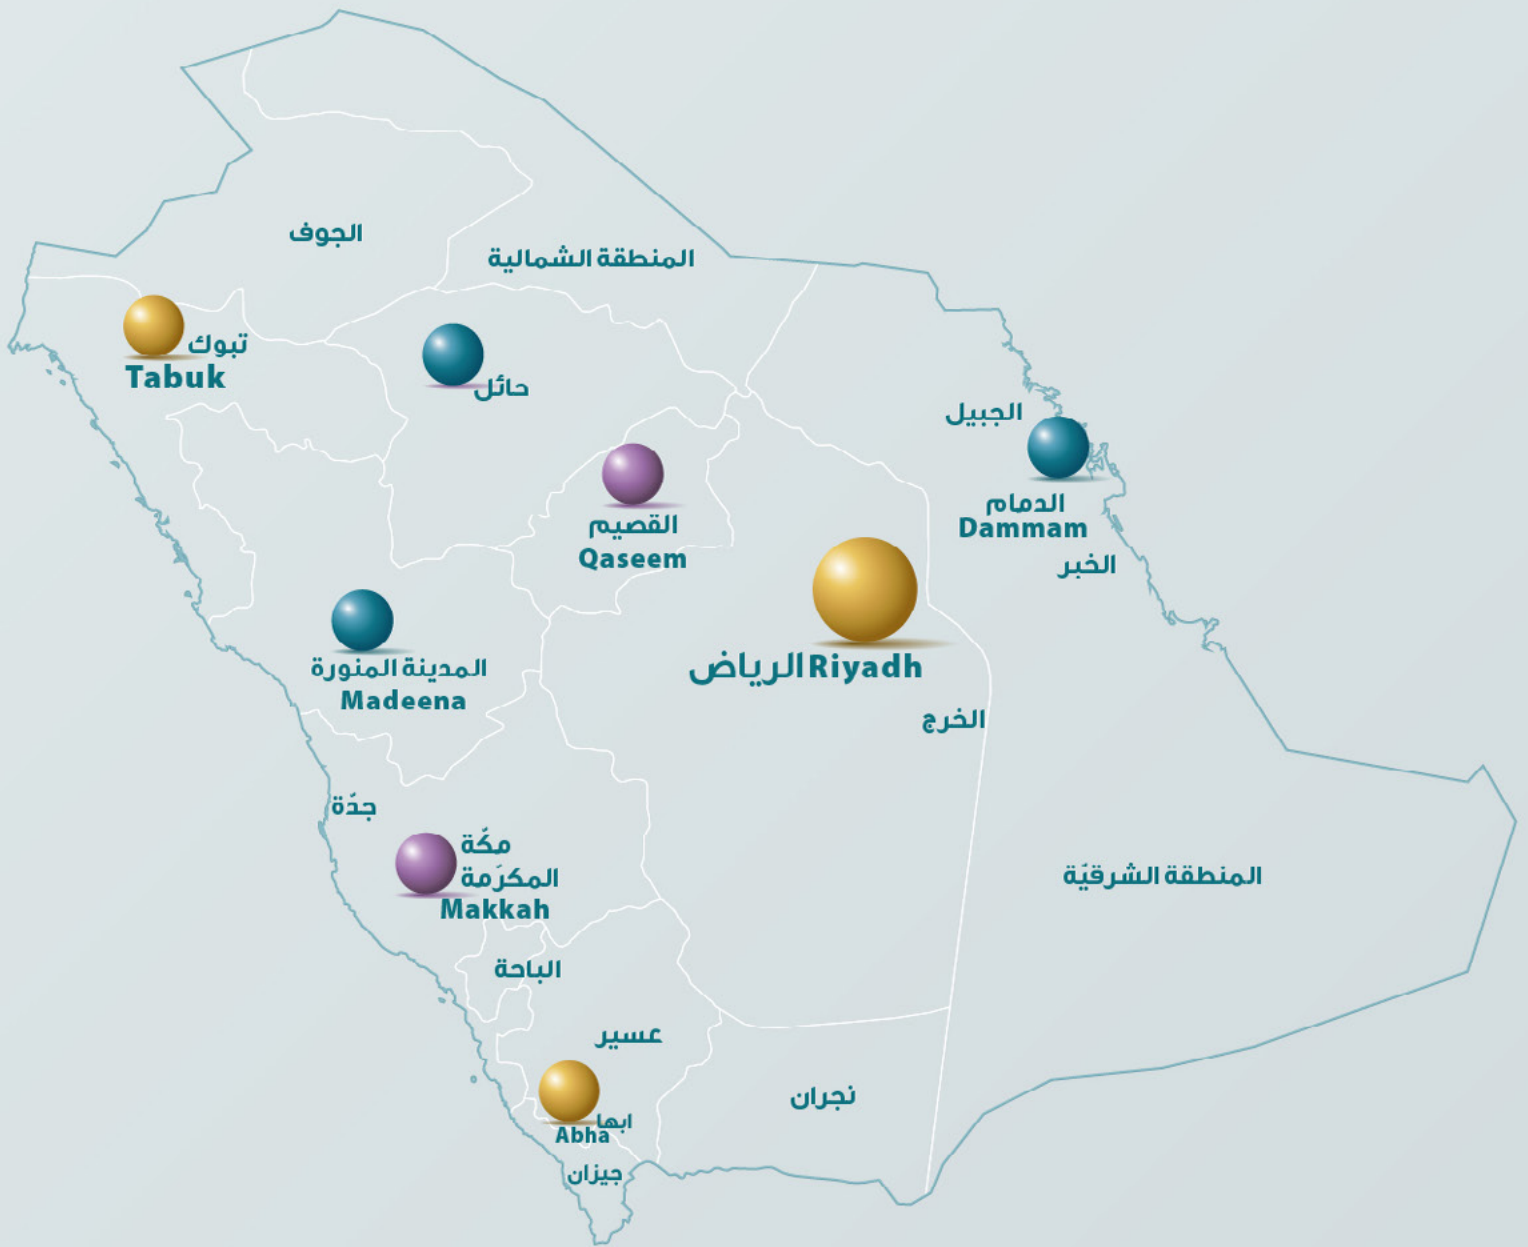 الجوف
المنطقة الشمالية
تبوك
Tabuk
حائل
الجبيل
القصيم
Qaseem
الدمام
Dammam
الخبر
الرياض Riyadh
المدينة المنورة
Madeena
الخرج
جدّة
مكّة
المكرّمة
Makkah
المنطقة الشرقيّة
الباحة
عسير
نجران
ابها
Abha
جيزان